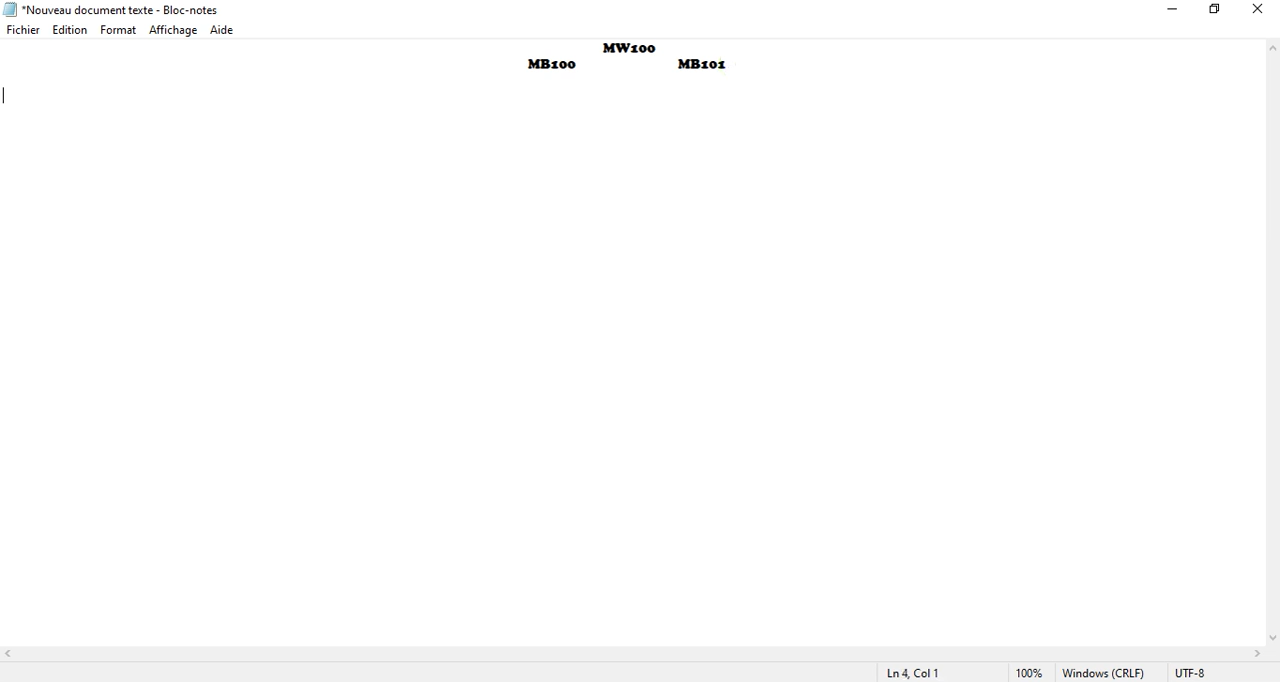 *Nouveau document texte - Bloc-notes
Fichier Edition Format Affichage Aide
MW100
MB100 MB101
Ln 4, Col 1 100% Windows (CRLF) UTF-8